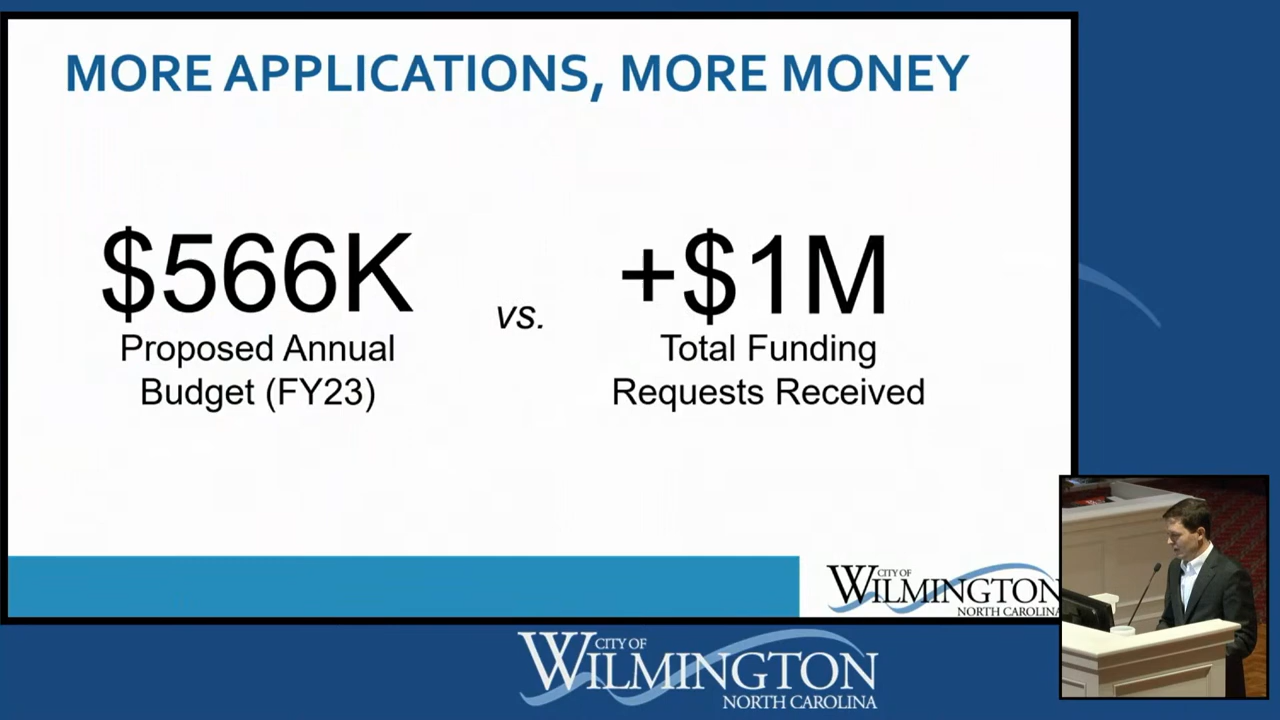 MORE APPLICATIONS, MORE MONEY
$566K
Proposed Annual
Budget (FY23)
vs.
+$1M
Total Funding
Requests Received
CITY OF
WILMINGTON
NORTH CAROLINA
CITY OF
WILMINGTON
NORTH CAROLINA